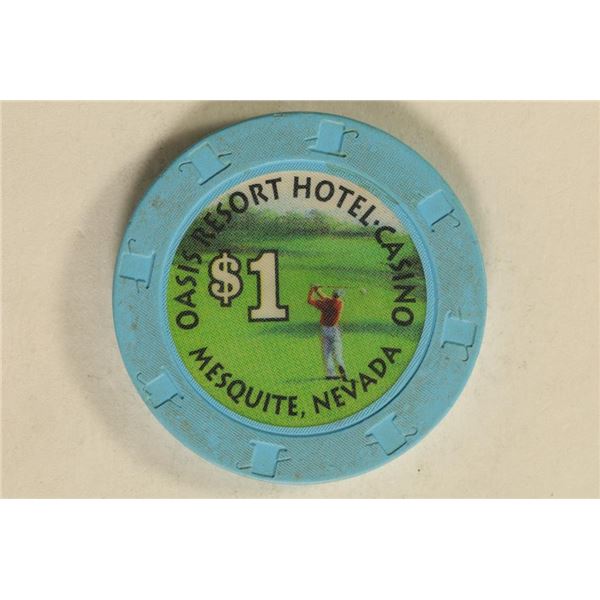 OASIS RESORT HOTEL·CASINO
$1
MESQUITE, NEVADA